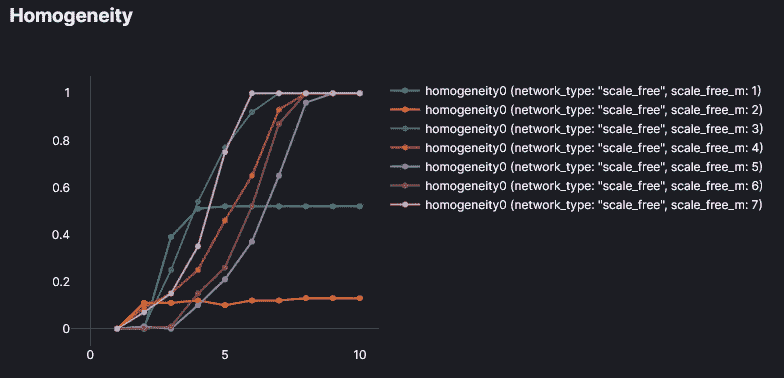 Homogeneity
1
0.8
0.6
0.4
0.2
0
0
5
10
homogeneity0 (network_type: "scale_free", scale_free_m: 1)
homogeneity0 (network_type: "scale_free", scale_free_m: 2)
homogeneity0 (network_type: "scale_free", scale_free_m: 3)
homogeneity0 (network_type: "scale_free", scale_free_m: 4)
homogeneity0 (network_type: "scale_free", scale_free_m: 5)
homogeneity0 (network_type: "scale_free", scale_free_m: 6)
homogeneity0 (network_type: "scale_free", scale_free_m: 7)